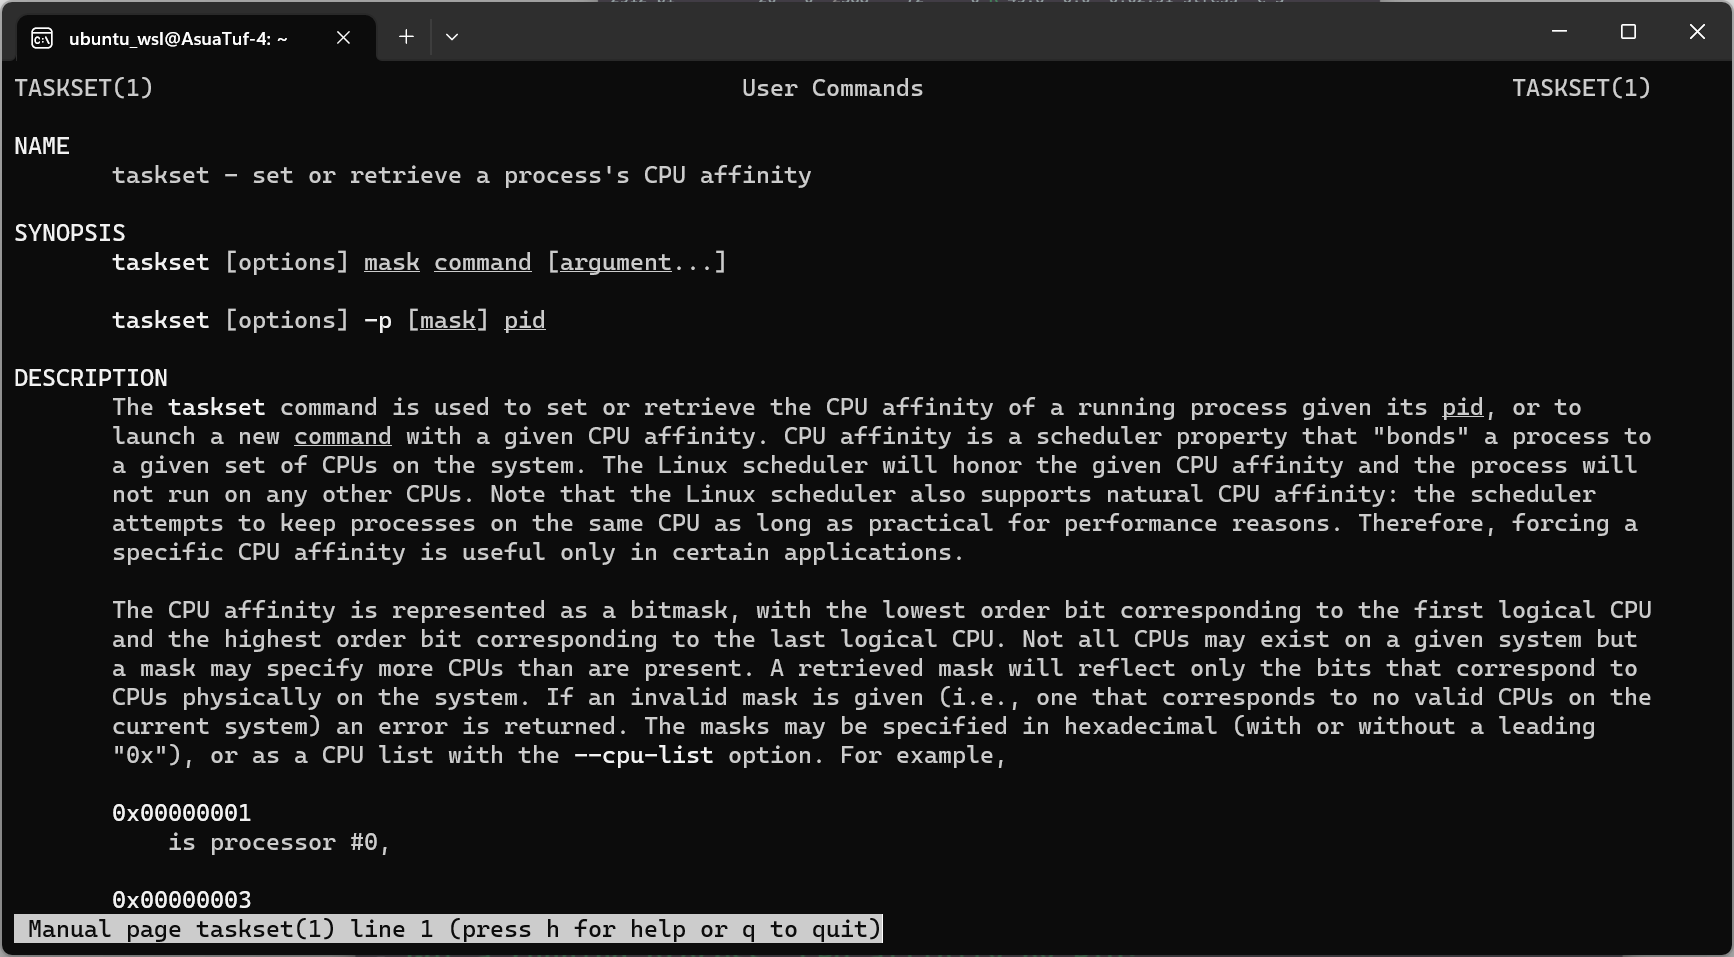 ubuntu_wsl@AsuaTuf-4: ~
TASKSET(1) User Commands TASKSET(1)
NAME
taskset - set or retrieve a process's CPU affinity
SYNOPSIS
taskset [options] mask command [argument...]
taskset [options] -p [mask] pid
DESCRIPTION
The taskset command is used to set or retrieve the CPU affinity of a running process given its pid, or to
launch a new command with a given CPU affinity. CPU affinity is a scheduler property that "bonds" a process to
a given set of CPUs on the system. The Linux scheduler will honor the given CPU affinity and the process will
not run on any other CPUs. Note that the Linux scheduler also supports natural CPU affinity: the scheduler
attempts to keep processes on the same CPU as long as practical for performance reasons. Therefore, forcing a
specific CPU affinity is useful only in certain applications.
The CPU affinity is represented as a bitmask, with the lowest order bit corresponding to the first logical CPU
and the highest order bit corresponding to the last logical CPU. Not all CPUs may exist on a given system but
a mask may specify more CPUs than are present. A retrieved mask will reflect only the bits that correspond to
CPUs physically on the system. If an invalid mask is given (i.e., one that corresponds to no valid CPUs on the
current system) an error is returned. The masks may be specified in hexadecimal (with or without a leading
"0x"), or as a CPU list with the --cpu-list option. For example,
0x00000001
is processor #0,
0x00000003
Manual page taskset(1) line 1 (press h for help or q to quit)